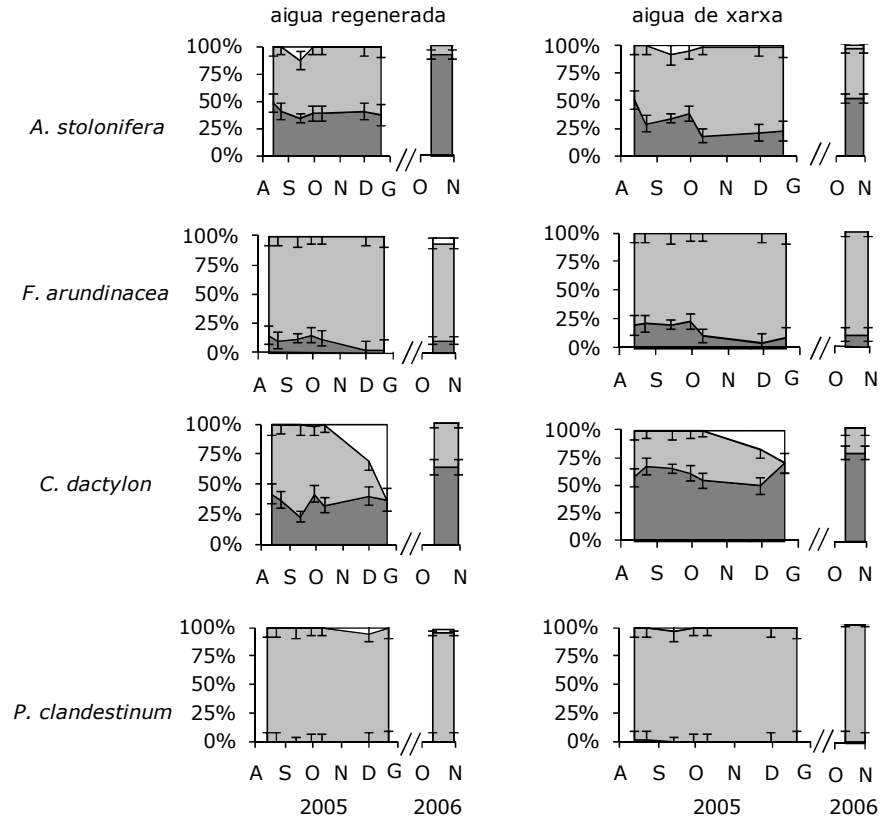 aigua regenerada aigua de xarxa
A. stolonifera
100% 75% 50% 25% 0%
A S O N D G // O N
100% 75% 50% 25% 0%
A S O N D G // O N
F. arundinacea
100% 75% 50% 25% 0%
A S O N D G // O N
100% 75% 50% 25% 0%
A S O N D G // O N
C. dactylon
100% 75% 50% 25% 0%
A S O N D G // O N
100% 75% 50% 25% 0%
A S O N D G // O N
P. clandestinum
100% 75% 50% 25% 0%
A S O N D G // O N
100% 75% 50% 25% 0%
A S O N D G // O N
2005 2006 2005 2006